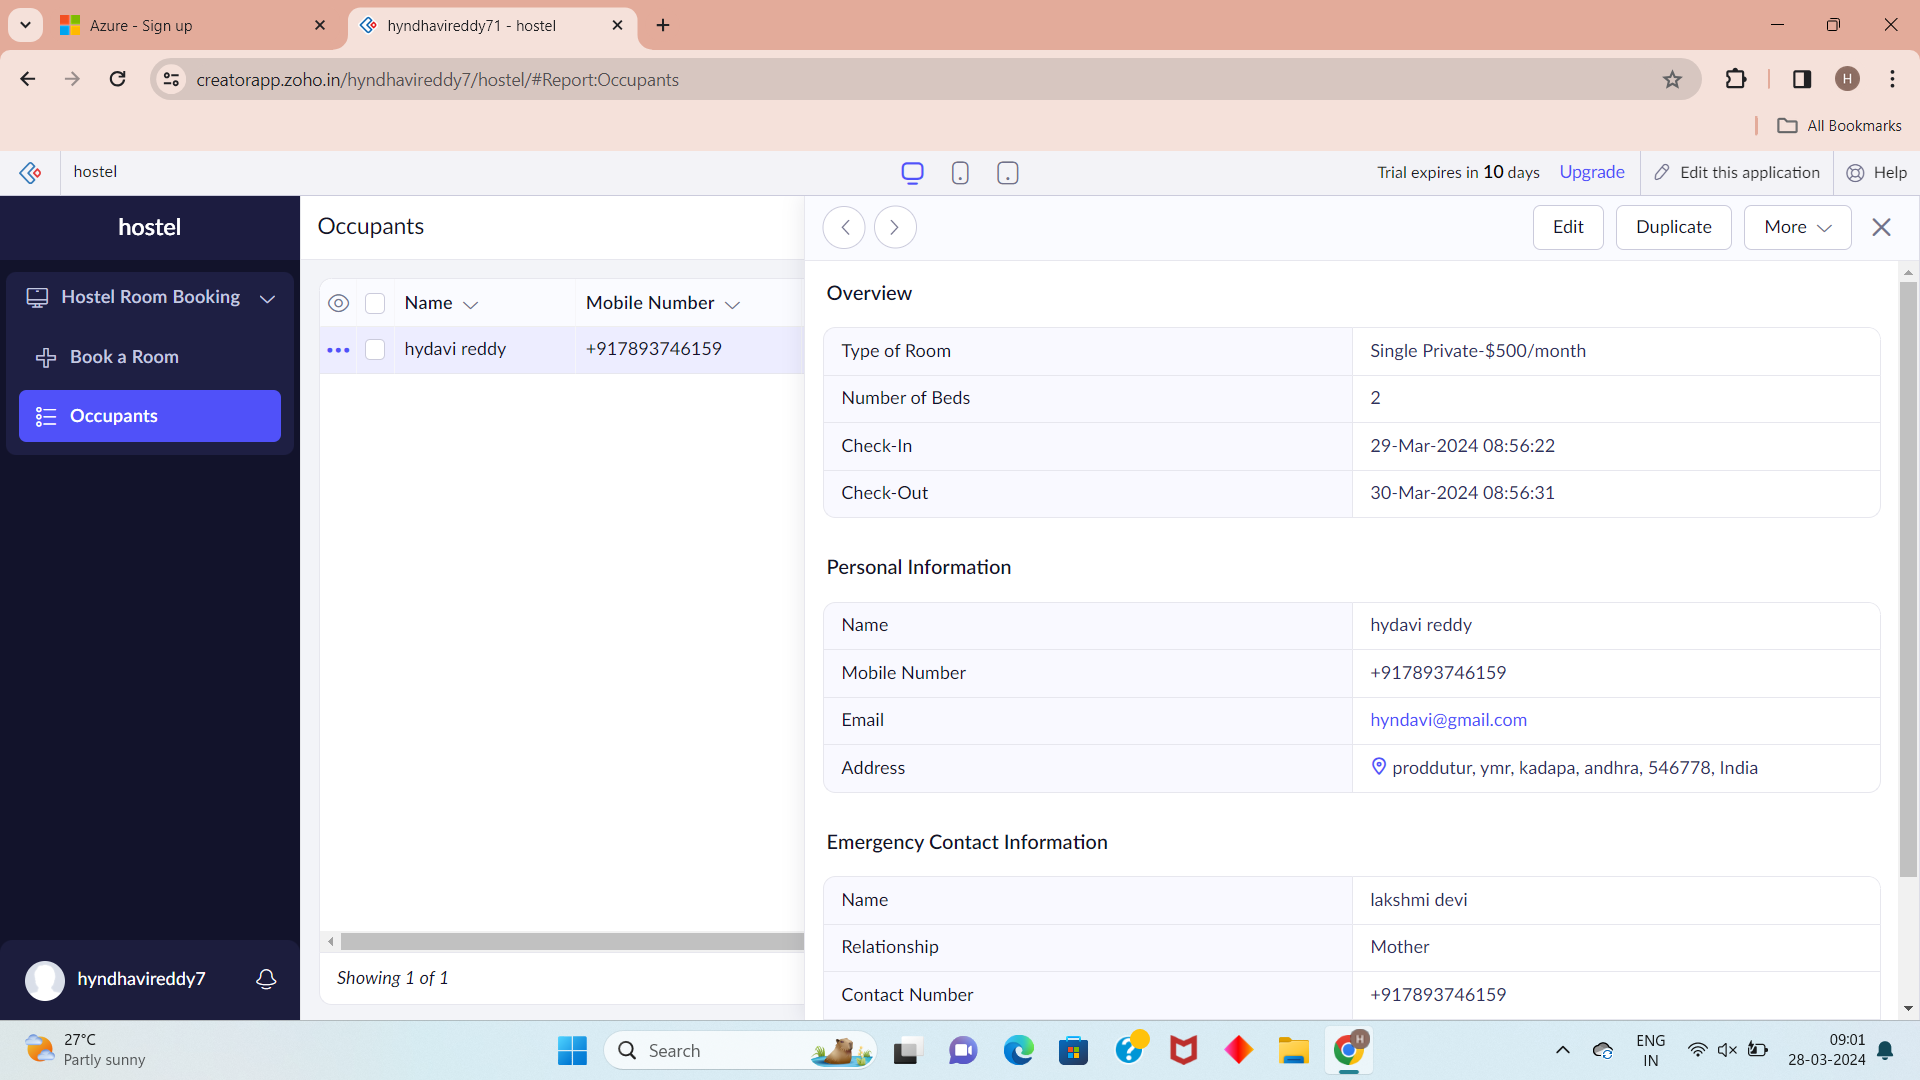 Azure - Sign up
hyndhavireddy71 - hostel
creatorapp.zoho.in/hyndhavireddy7/hostel/#Report:Occupants
H
All Bookmarks
hostel
Trial expires in 10 days
Upgrade
Edit this application
Help
hostel
Hostel Room Booking
Book a Room
Occupants
hyndhavireddy7
Occupants
Name
Mobile Number
hydavi reddy
+917893746159
Showing 1 of 1
Edit
Duplicate
More
Overview
Type of Room
Single Private-$500/month
Number of Beds
2
Check-In
29-Mar-2024 08:56:22
Check-Out
30-Mar-2024 08:56:31
Personal Information
Name
hydavi reddy
Mobile Number
+917893746159
Email
hyndavi@gmail.com
Address
proddutur, ymr, kadapa, andhra, 546778, India
Emergency Contact Information
Name
lakshmi devi
Relationship
Mother
Contact Number
+917893746159
27°C
Partly sunny
Search
H
ENG
IN
09:01
28-03-2024